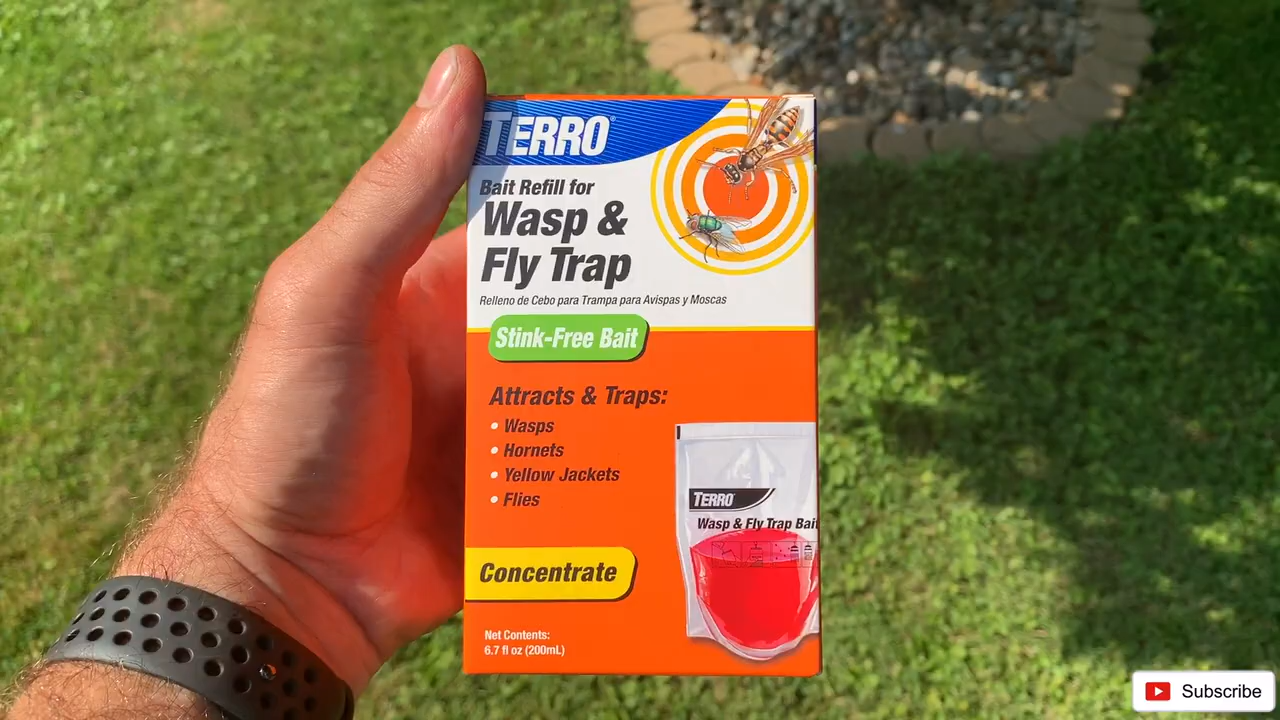 TERRO®
Bait Refill for
Wasp &
Fly Trap
Relleno de Cebo para Trampa para Avispas y Moscas
Stink-Free Bait
Attracts & Traps:
• Wasps
• Hornets
• Yellow Jackets
• Flies
TERRO
Wasp & Fly Trap Bait
Concentrate
Net Contents:
6.7 fl oz (200mL)
Subscribe